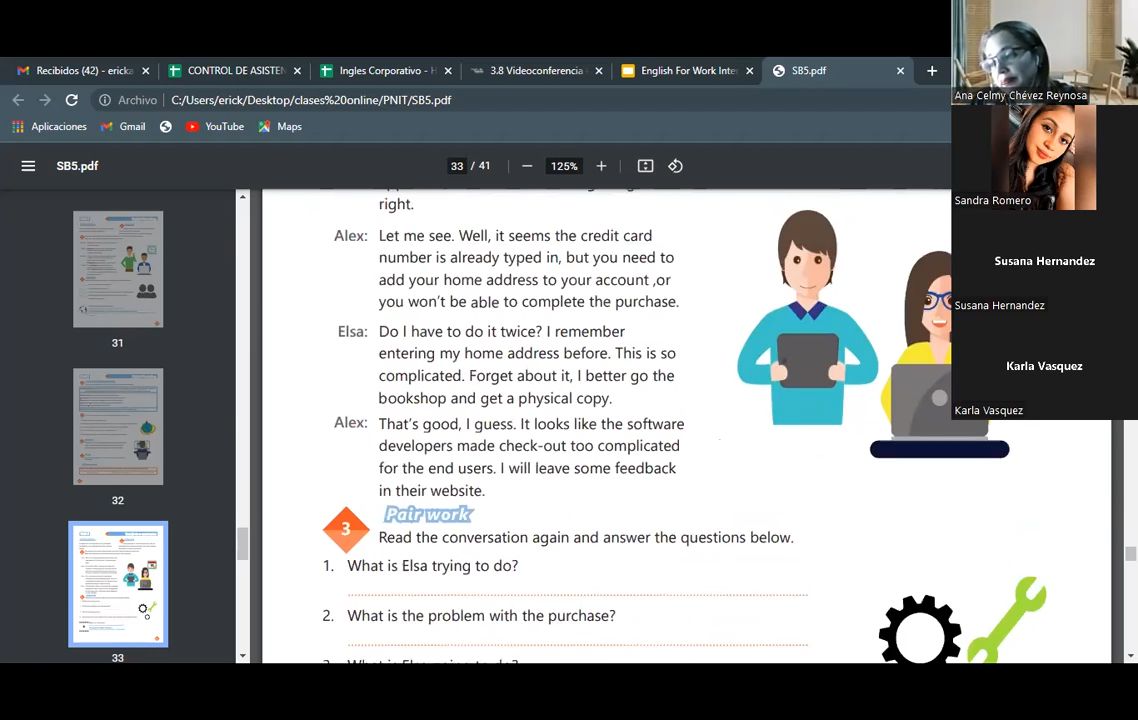 Recibidos (42) - ericka
CONTROL DE ASISTEN
Ingles Corporativo - H
3.8 Videoconferencia
English For Work Inter
SB5.pdf
Archivo
C:/Users/erick/Desktop/clases%20online/PNIT/SB5.pdf
Aplicaciones
Gmail
YouTube
Maps
SB5.pdf
33 / 41
125%
Ana Celmy Chévez Reynosa
Sandra Romero
Susana Hernandez
Susana Hernandez
Karla Vasquez
Karla Vasquez
31
32
33
right.
Alex: Let me see. Well, it seems the credit card
number is already typed in, but you need to
add your home address to your account ,or
you won't be able to complete the purchase.
Elsa: Do I have to do it twice? I remember
entering my home address before. This is so
complicated. Forget about it, I better go the
bookshop and get a physical copy.
Alex: That's good, I guess. It looks like the software
developers made check-out too complicated
for the end users. I will leave some feedback
in their website.
3
Pair work
Read the conversation again and answer the questions below.
1. What is Elsa trying to do?
2. What is the problem with the purchase?